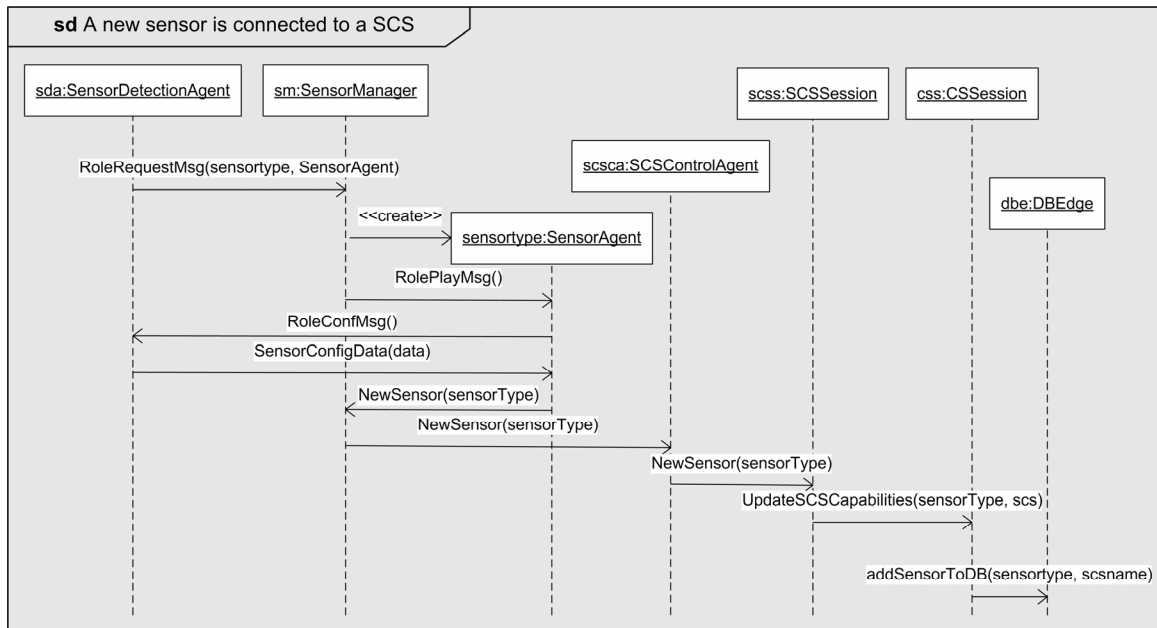 sd A new sensor is connected to a SCS
sda:SensorDetectionAgent
sm:SensorManager
scss:SCSSession
css:CSSession
scsca:SCSControlAgent
dbe:DBEdge
RoleRequestMsg(sensortype, SensorAgent)
<<create>>
sensortype:SensorAgent
RolePlayMsg()
RoleConfMsg()
SensorConfigData(data)
NewSensor(sensorType)
NewSensor(sensorType)
NewSensor(sensorType)
UpdateSCSCapabilities(sensorType, scs)
addSensorToDB(sensortype, scsname)